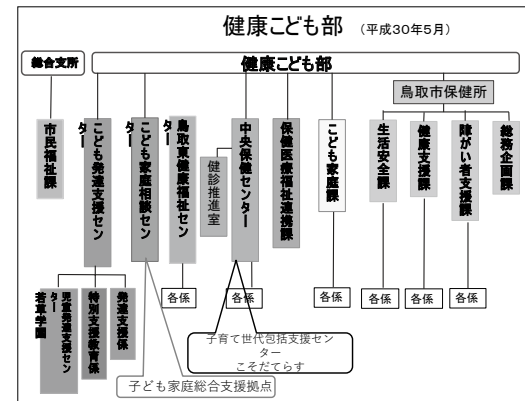 健康こども部 (平成30年5月)
総合支所
健康こども部
鳥取市保健所
市民福祉課
こども発達支援セン
ター
こども家庭相談セン
ター
鳥取東健康福祉セン
ター
中央保健センター
健診推進室
保健医療福祉連携課
こども家庭課
生活安全課
健康支援課
障がい者支援課
総務企画課
各係
各係
各係
各係
各係
各係
児童発達支援セン
ター
若草学園
特別支援教育係
発達支援係
子育て世代包括支援センター
こそだてらす
子ども家庭総合支援拠点